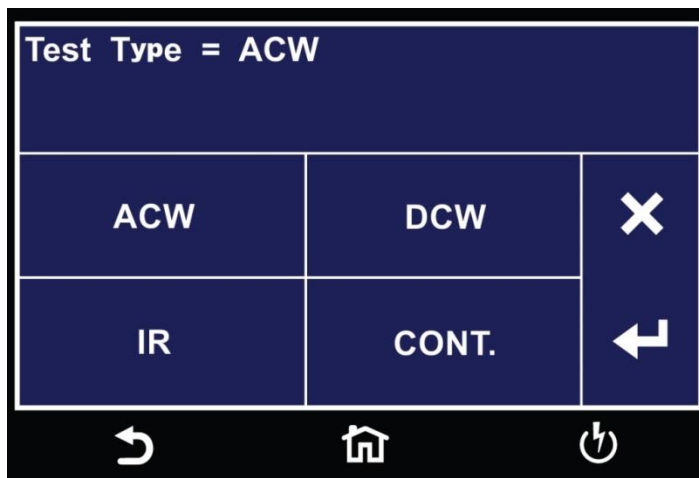 Test Type = ACW
ACW
DCW
IR
CONT.